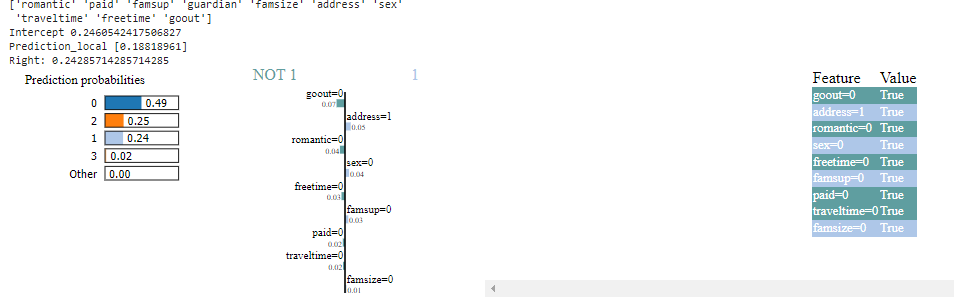 ['romantic' 'paid' 'famsup' 'guardian' 'famsize' 'address' 'sex'
'traveltime' 'freetime' 'goout']
Intercept 0.2460542417506827
Prediction_local [0.18818961]
Right: 0.24285714285714285
Prediction probabilities
0 0.49
2 0.25
1 0.24
3 0.02
Other 0.00
NOT 1 1
goout=0
0.07
address=1
0.05
romantic=0
0.04
sex=0
0.04
freetime=0
0.03
famsup=0
0.03
paid=0
0.02
traveltime=0
0.02
famsize=0
0.01
Feature Value
goout=0 True
address=1 True
romantic=0 True
sex=0 True
freetime=0 True
famsup=0 True
paid=0 True
traveltime=0 True
famsize=0 True